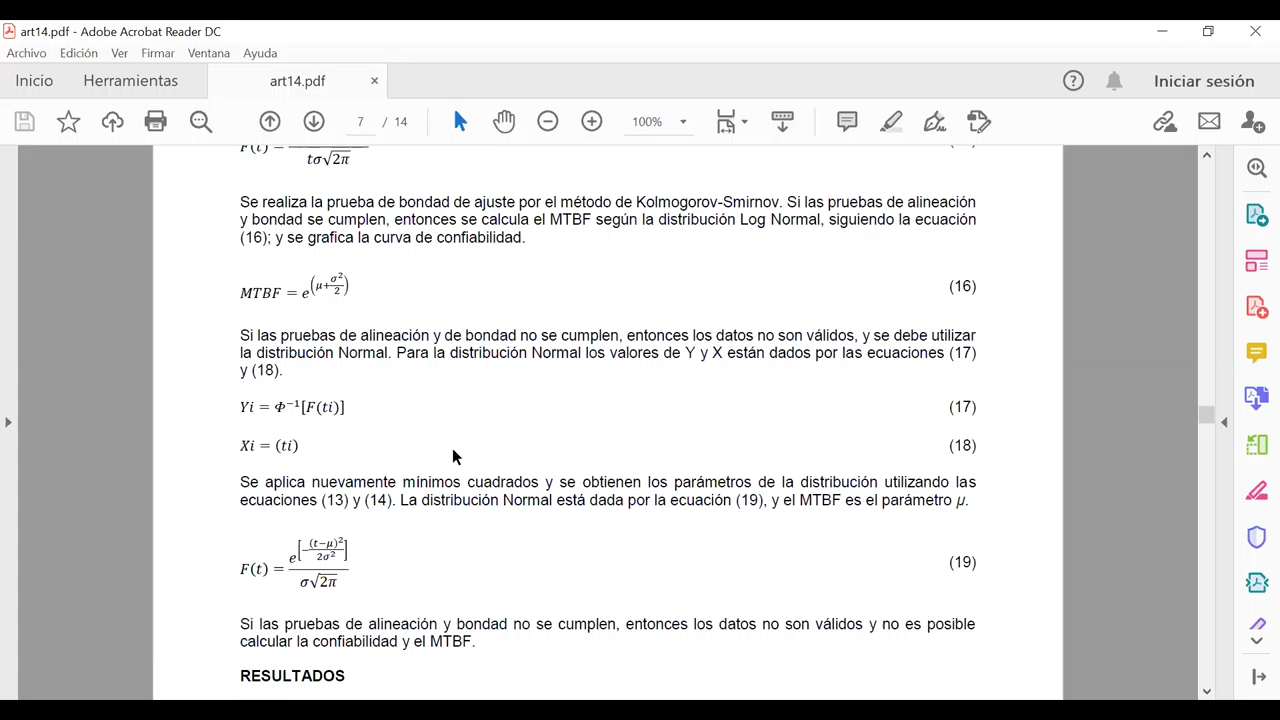 art14.pdf - Adobe Acrobat Reader DC
Archivo Edición Ver Firmar Ventana Ayuda
Inicio Herramientas art14.pdf × Iniciar sesión
7 / 14 100%
F(t) =
tσ√2π
Se realiza la prueba de bondad de ajuste por el método de Kolmogorov-Smirnov. Si las pruebas de alineación
y bondad se cumplen, entonces se calcula el MTBF según la distribución Log Normal, siguiendo la ecuación
(16); y se grafica la curva de confiabilidad.
MTBF = e^(μ+σ²/2) (16)
Si las pruebas de alineación y de bondad no se cumplen, entonces los datos no son válidos, y se debe utilizar
la distribución Normal. Para la distribución Normal los valores de Y y X están dados por las ecuaciones (17)
y (18).
Yi = Φ⁻¹[F(ti)] (17)
Xi = (ti) (18)
Se aplica nuevamente mínimos cuadrados y se obtienen los parámetros de la distribución utilizando las
ecuaciones (13) y (14). La distribución Normal está dada por la ecuación (19), y el MTBF es el parámetro μ.
F(t) = e^[-(t-μ)²/2σ²] / σ√2π (19)
Si las pruebas de alineación y bondad no se cumplen, entonces los datos no son válidos y no es posible
calcular la confiabilidad y el MTBF.
RESULTADOS